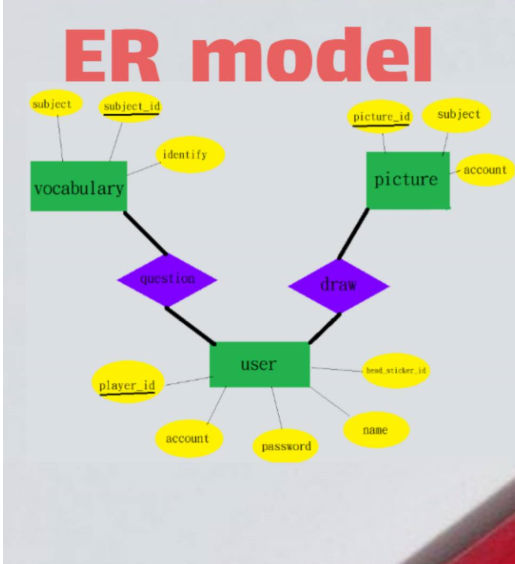 ER model
subject
subject_id
identify
vocabulary
picture_id
subject
account
picture
question
draw
user
player_id
account
password
name
head_sticker_id